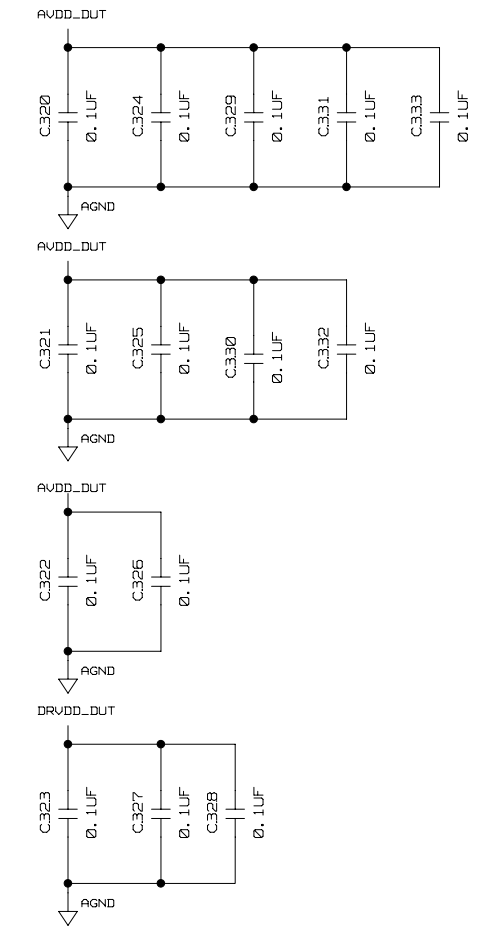 AVDD_DUT
C320 0.1UF C324 0.1UF C329 0.1UF C331 0.1UF C333 0.1UF
AGND
AVDD_DUT
C321 0.1UF C325 0.1UF C330 0.1UF C332 0.1UF
AGND
AVDD_DUT
C322 0.1UF C326 0.1UF
AGND
DRVDD_DUT
C323 0.1UF C327 0.1UF C328 0.1UF
AGND